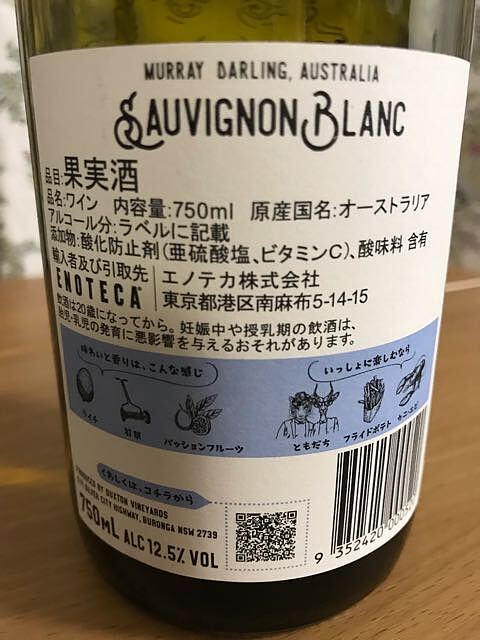 MURRAY DARLING, AUSTRALIA
SAUVIGNON BLANC
品目:果実酒
品名:ワイン 内容量:750ml 原産国名:オーストラリア
アルコール分:ラベルに記載
添加物:酸化防止剤(亜硫酸塩、ビタミンC)、酸味料 含有
輸入者及び引取先 エノテカ株式会社
ENOTECA 東京都港区南麻布5-14-15
飲酒は20歳になってから。妊娠中や授乳期の飲酒は、
胎児・乳児の発育に悪影響を与えるおそれがあります。
味わいと香りは、こんな感じ
いっしょに楽しむなら
ライチ 芝刈 パッションフルーツ
ともだち フライドポテト
くわしくは、コチラから
PRODUCED BY BUXTON VINEYARDS
SILVER CITY HIGHWAY, BURONGA NSW 2739
750mL ALC 12.5% VOL
9 352420 000